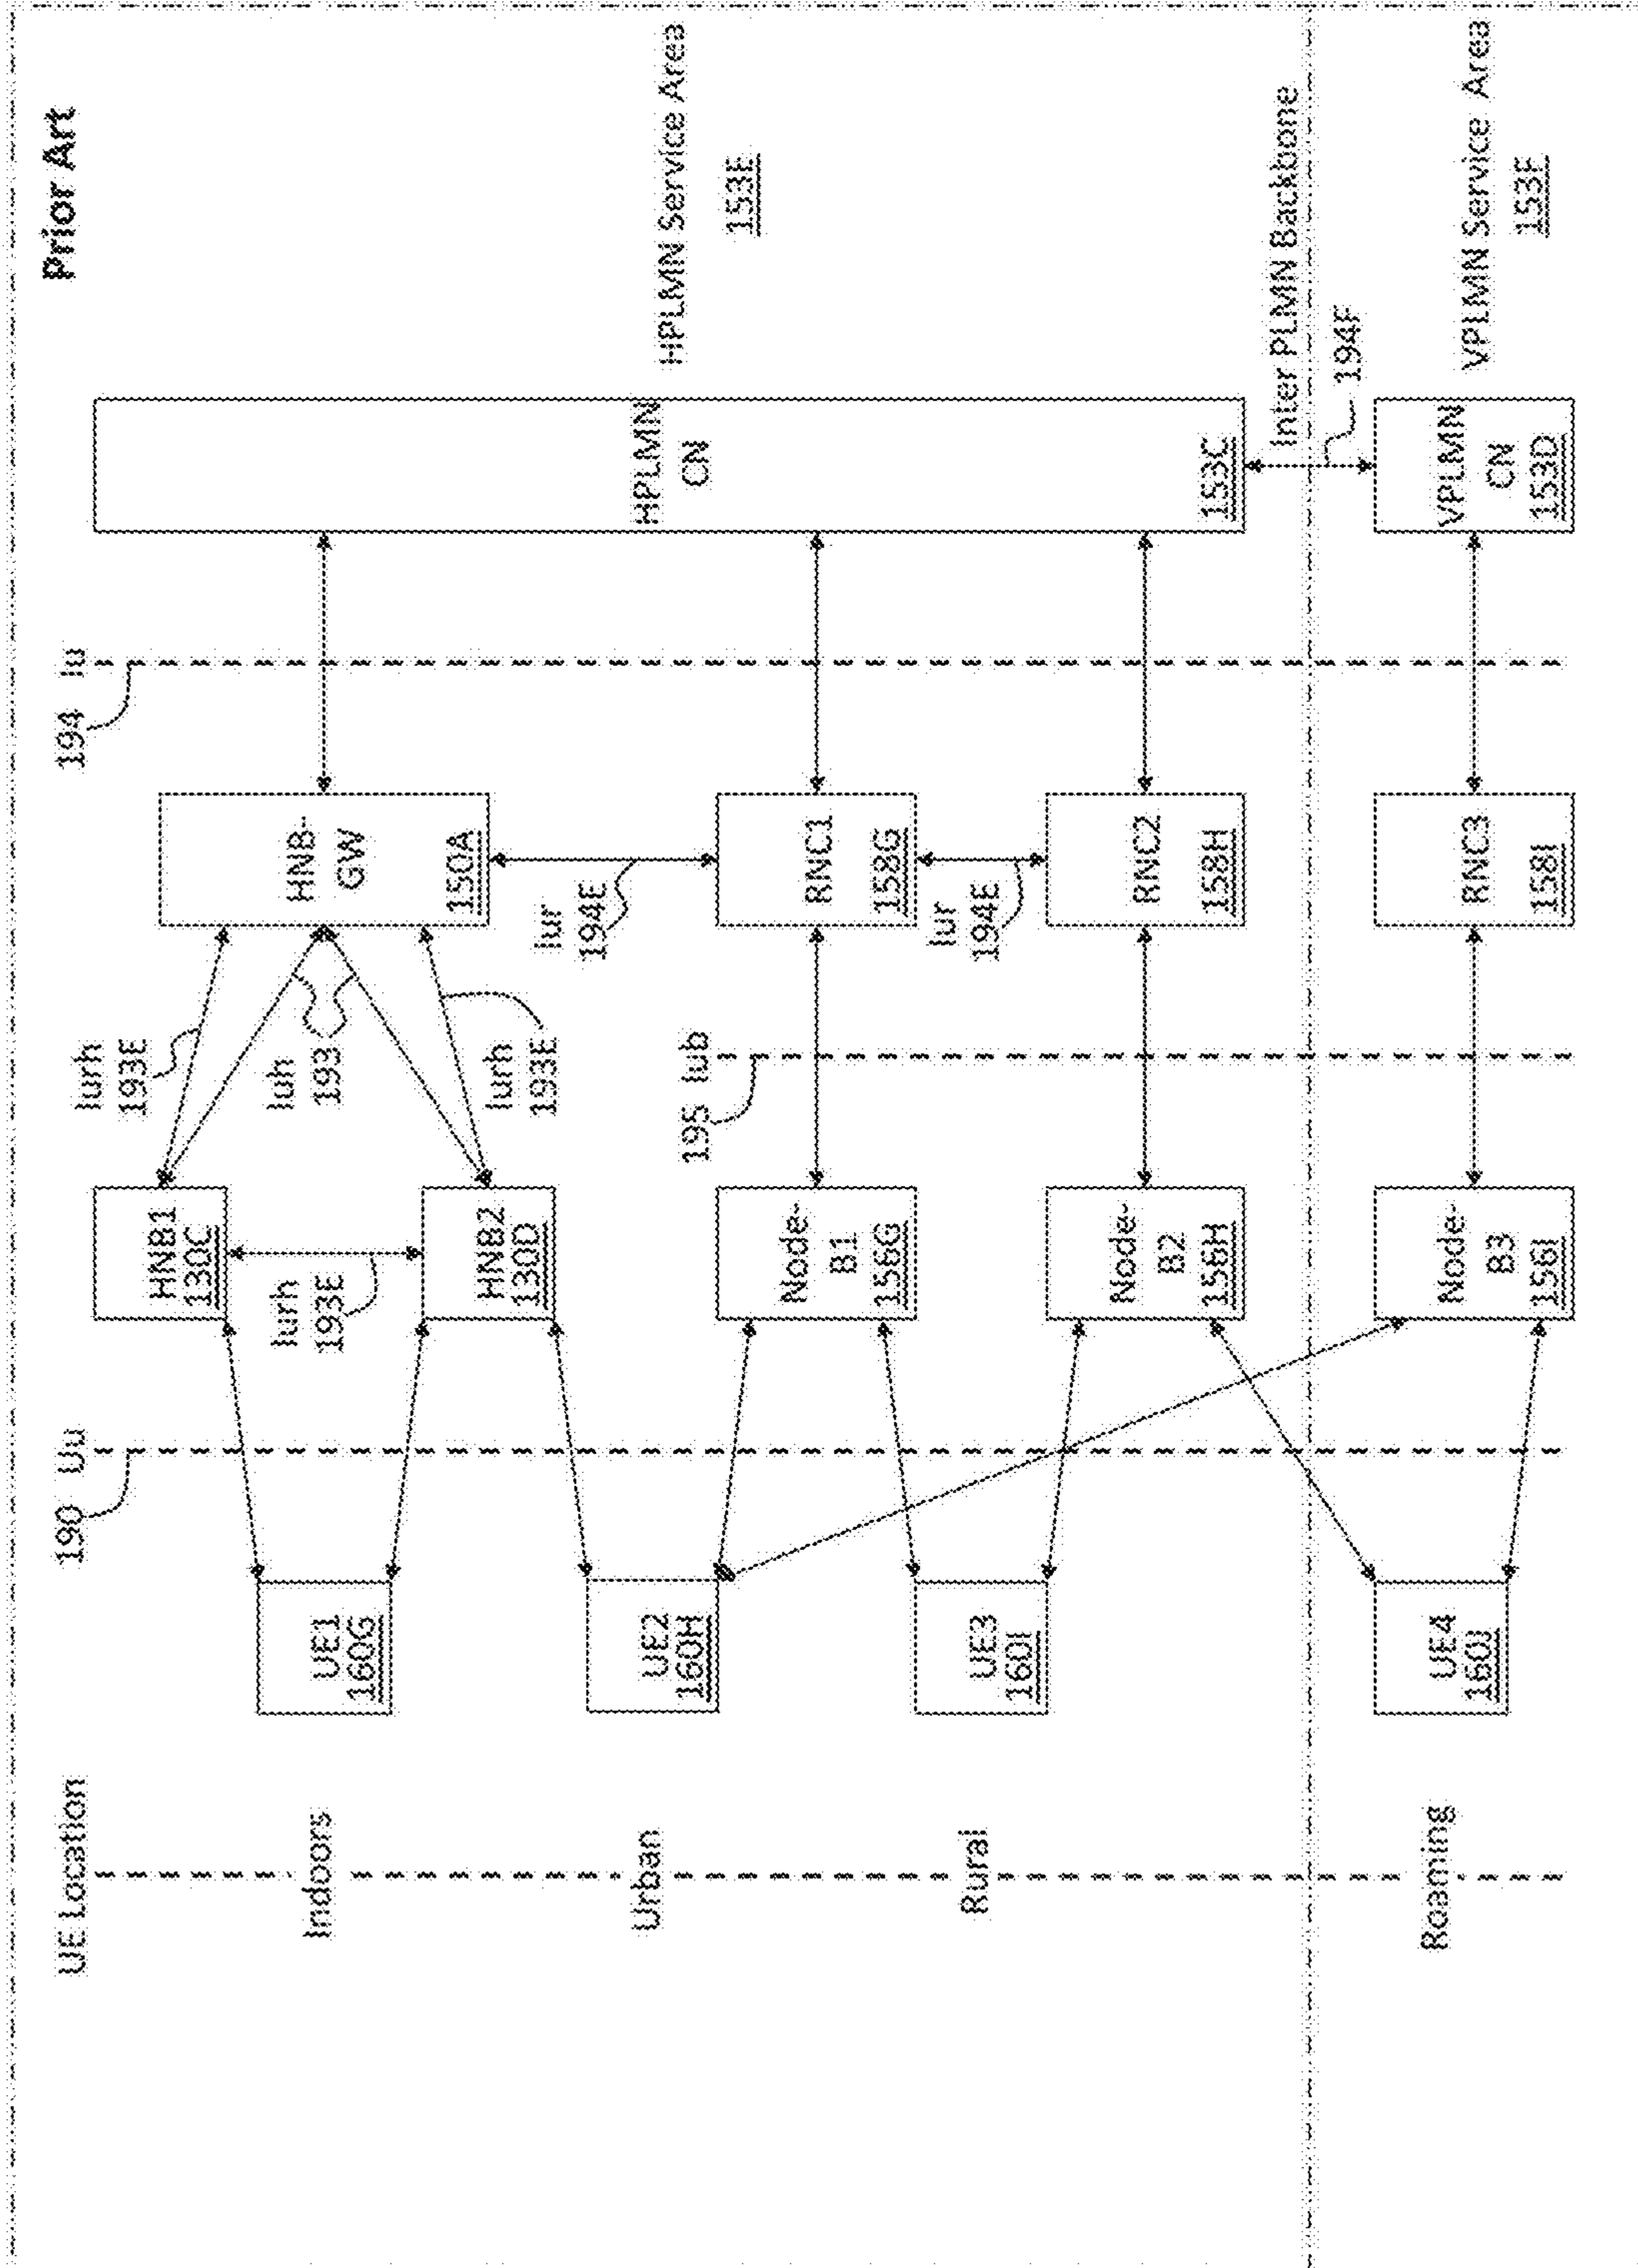 Prior Art
UE Location
190 Uu
194 Iu
Indoors
UE1
160G
HNB1
130C
Iurh
193E
HNB2
130D
Iurh
193E
Iuh
193
Iurh
193E
HNB-
GW
150A
HPLMN
CN
153C
HPLMN Service Area
153E
Iur
194E
Urban
UE2
160H
195 Iub
Node-
B1
156G
RNC1
158G
Iur
194E
Rural
UE3
160I
Node-
B2
156H
RNC2
158H
Inter PLMN Backbone
194F
Roaming
UE4
160J
Node-
B3
156I
RNC3
158I
VPLMN
CN
153D
VPLMN Service Area
153F